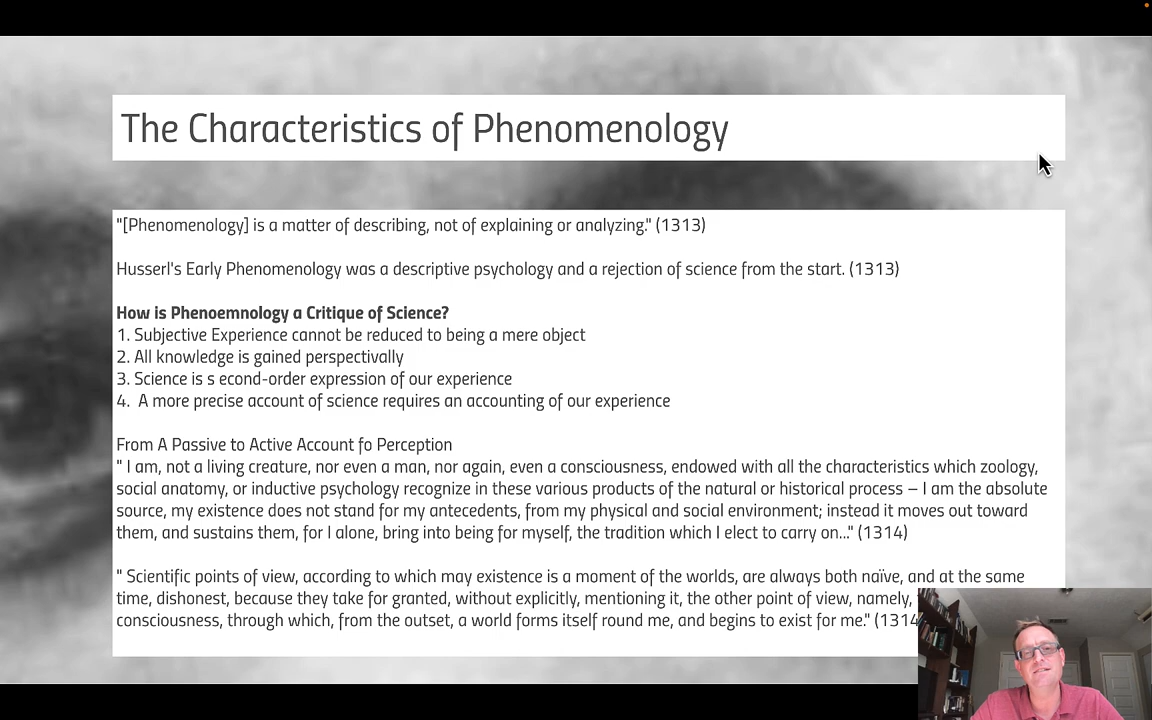 The Characteristics of Phenomenology
"[Phenomenology] is a matter of describing, not of explaining or analyzing." (1313)
Husserl's Early Phenomenology was a descriptive psychology and a rejection of science from the start. (1313)
How is Phenoemnology a Critique of Science?
1. Subjective Experience cannot be reduced to being a mere object
2. All knowledge is gained perspectivally
3. Science is s econd-order expression of our experience
4.  A more precise account of science requires an accounting of our experience
From A Passive to Active Account fo Perception
" I am, not a living creature, nor even a man, nor again, even a consciousness, endowed with all the characteristics which zoology,
social anatomy, or inductive psychology recognize in these various products of the natural or historical process – I am the absolute
source, my existence does not stand for my antecedents, from my physical and social environment; instead it moves out toward
them, and sustains them, for I alone, bring into being for myself, the tradition which I elect to carry on..." (1314)
" Scientific points of view, according to which may existence is a moment of the worlds, are always both naïve, and at the same
time, dishonest, because they take for granted, without explicitly, mentioning it, the other point of view, namely,
consciousness, through which, from the outset, a world forms itself round me, and begins to exist for me." (1314